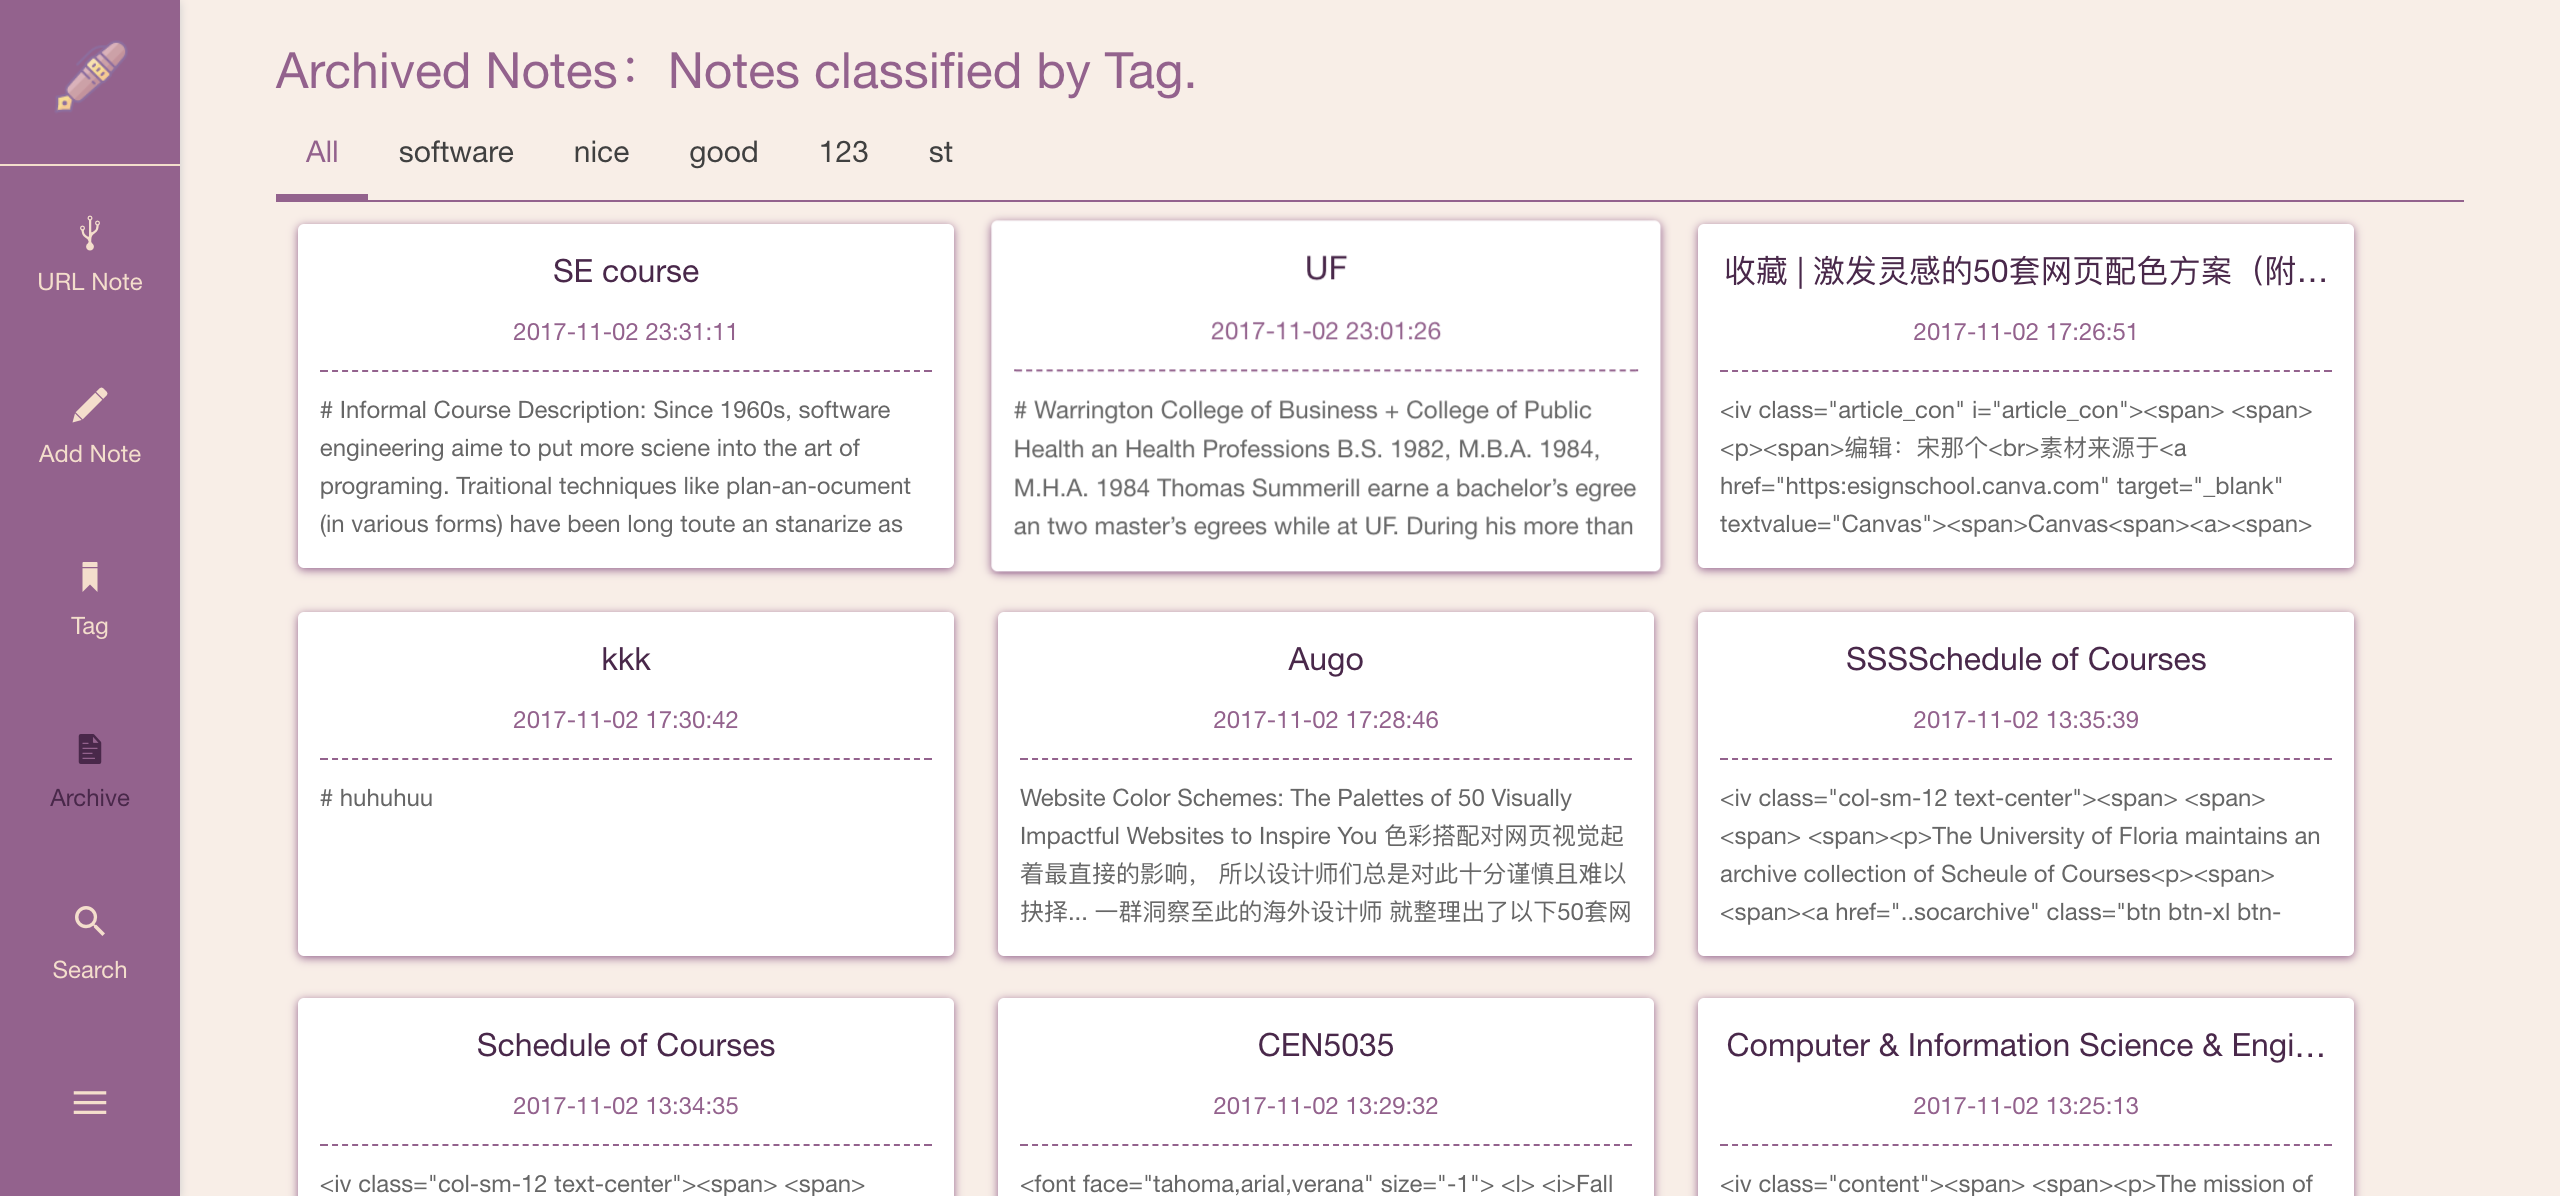 URL Note
Add Note
Tag
Archive
Search
Archived Notes：Notes classified by Tag.
All software nice good 123 st
SE course
2017-11-02 23:31:11
# Informal Course Description: Since 1960s, software
engineering aime to put more sciene into the art of
programing. Traitional techniques like plan-an-ocument
(in various forms) have been long toute an stanarize as
UF
2017-11-02 23:01:26
# Warrington College of Business + College of Public
Health an Health Professions B.S. 1982, M.B.A. 1984,
M.H.A. 1984 Thomas Summerill earne a bachelor’s egree
an two master’s egrees while at UF. During his more than
收藏 | 激发灵感的50套网页配色方案（附...
2017-11-02 17:26:51
<iv class="article_con" i="article_con"><span> <span>
<p><span>编辑：宋那个<br>素材来源于<a
href="https:esignschool.canva.com" target="_blank"
textvalue="Canvas"><span>Canvas<span><a><span>
kkk
2017-11-02 17:30:42
# huhuhuu
Augo
2017-11-02 17:28:46
Website Color Schemes: The Palettes of 50 Visually
Impactful Websites to Inspire You 色彩搭配对网页视觉起
着最直接的影响， 所以设计师们总是对此十分谨慎且难以
抉择... 一群洞察至此的海外设计师 就整理出了以下50套网
SSSSchedule of Courses
2017-11-02 13:35:39
<iv class="col-sm-12 text-center"><span> <span>
<span> <span><p>The University of Floria maintains an
archive collection of Scheule of Courses<p><span>
<span><a href="..socarchive" class="btn btn-xl btn-
Schedule of Courses
2017-11-02 13:34:35
<iv class="col-sm-12 text-center"><span> <span>
CEN5035
2017-11-02 13:29:32
<font face="tahoma,arial,verana" size="-1"> <l> <i>Fall
Computer & Information Science & Engi...
2017-11-02 13:25:13
<iv class="content"><span> <span><p>The mission of